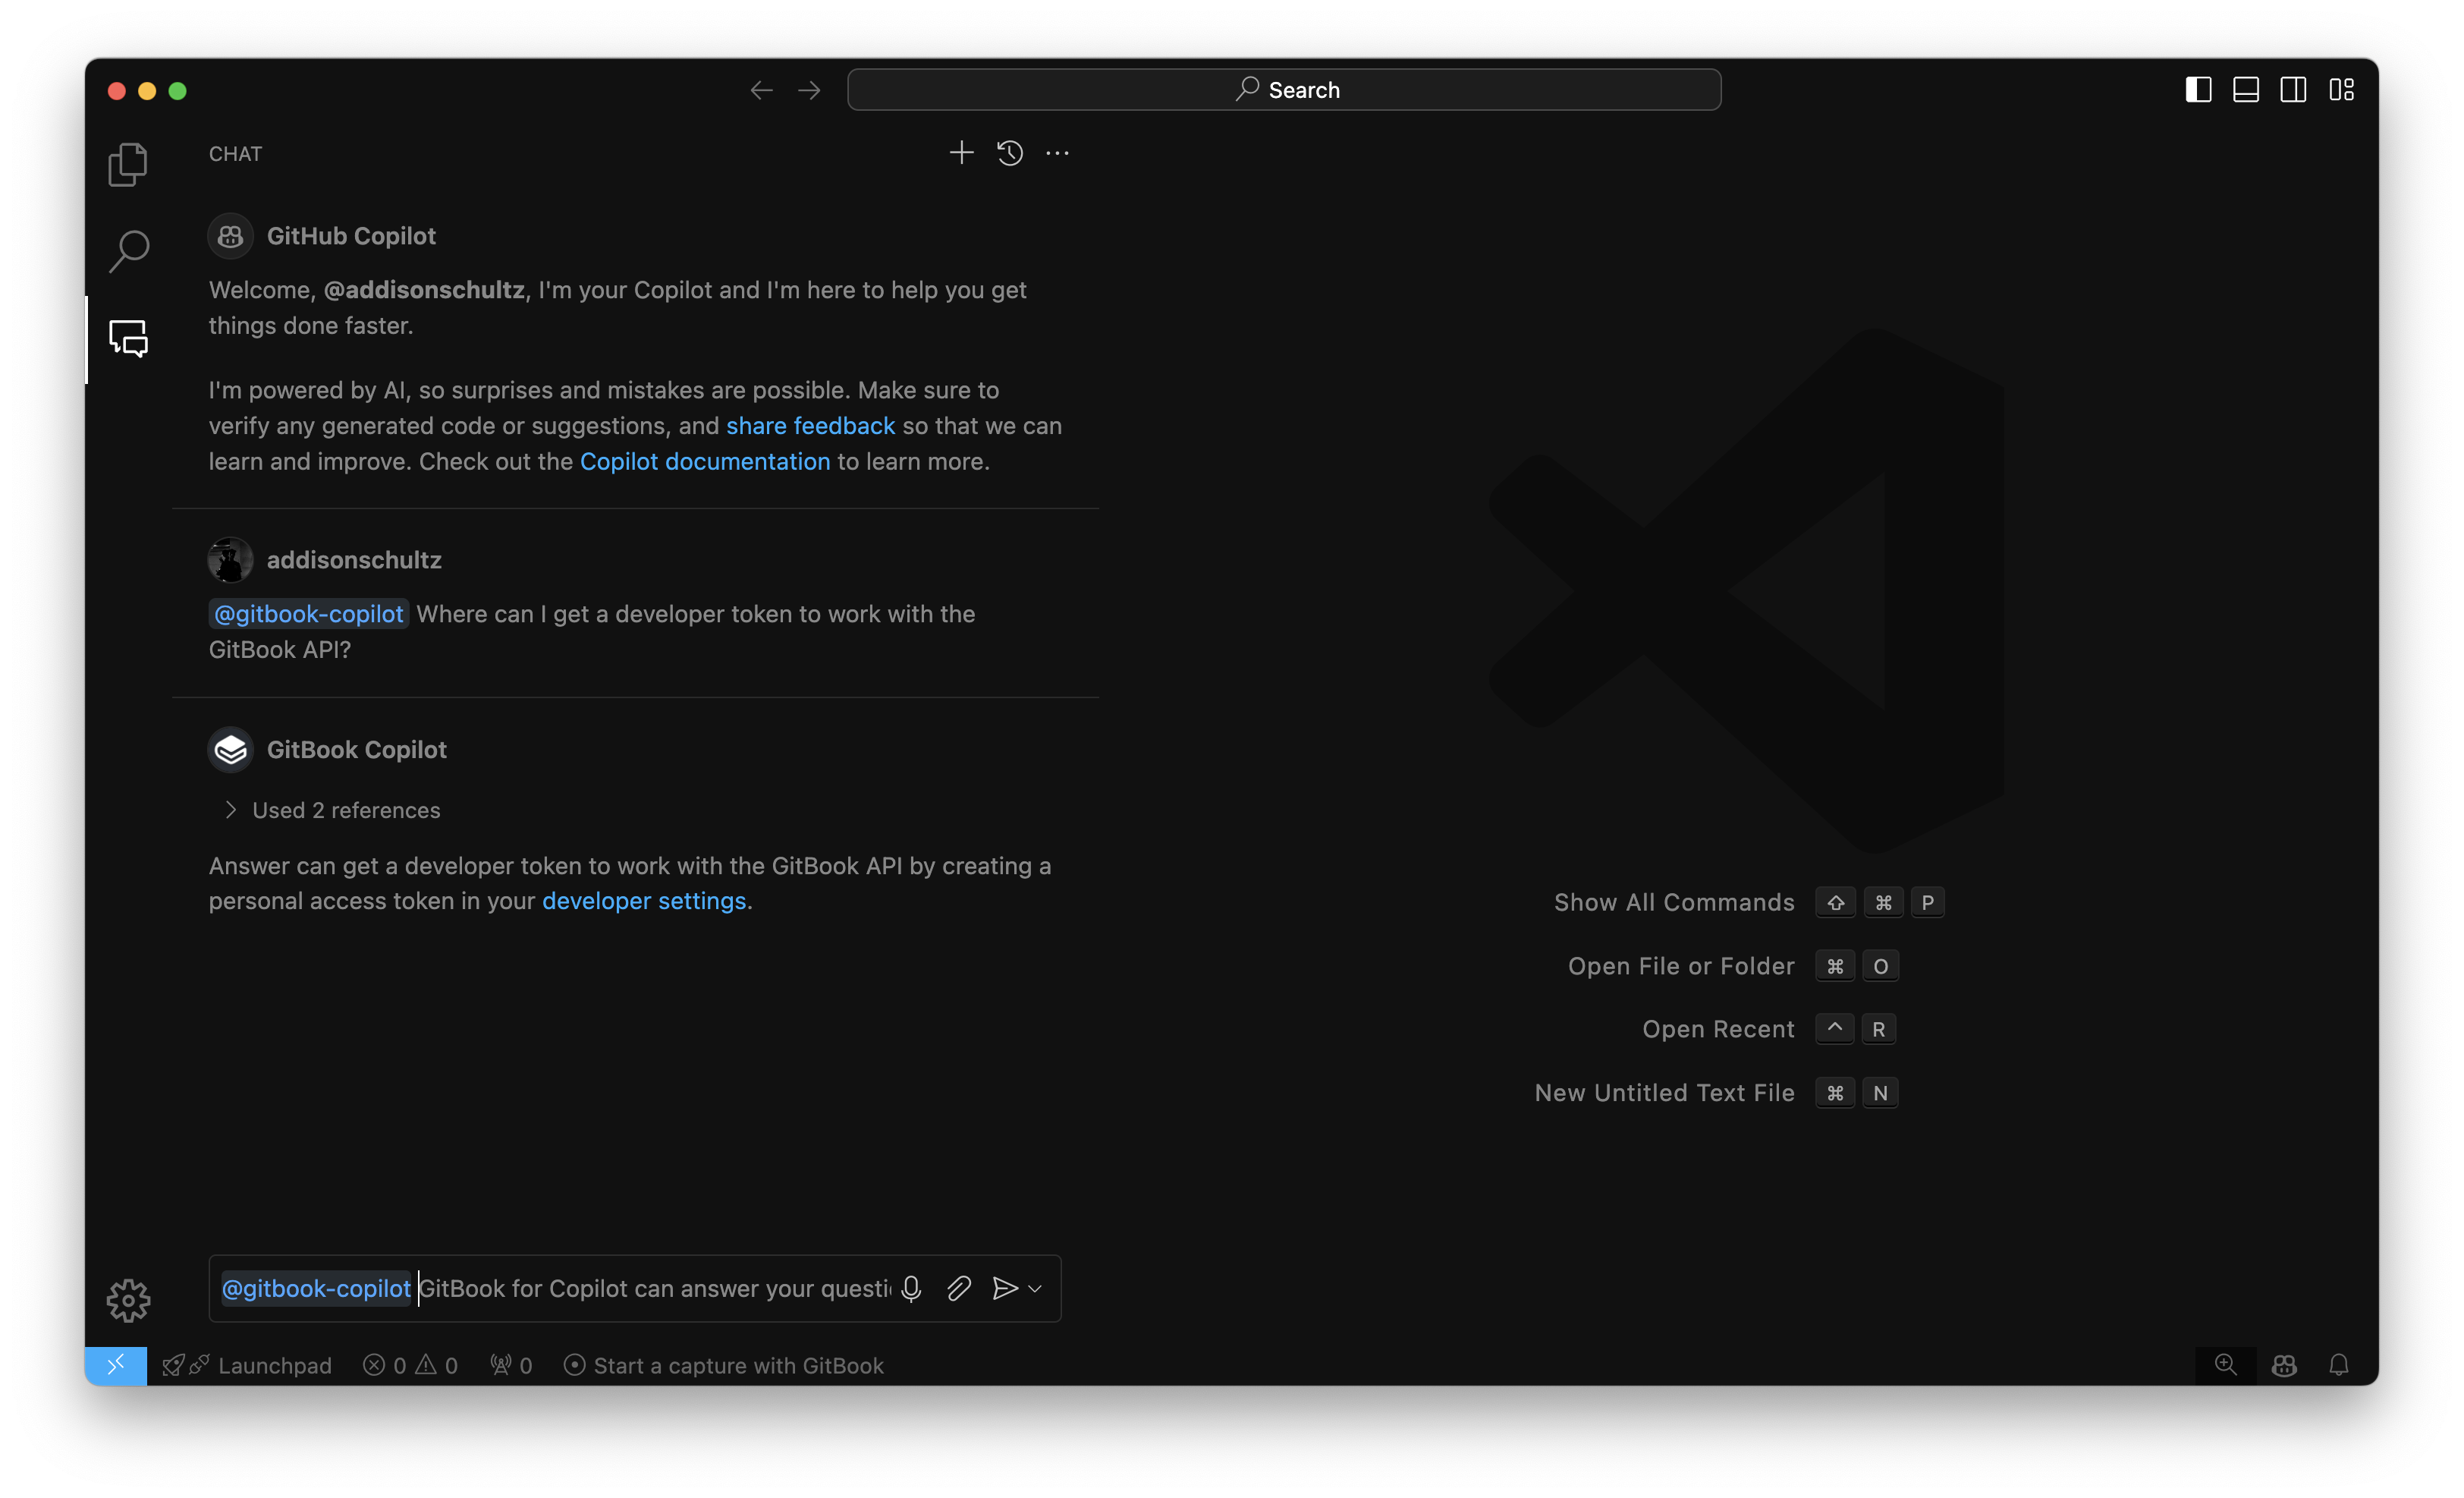 Search
CHAT
GitHub Copilot
Welcome, @addisonschultz, I'm your Copilot and I'm here to help you get
things done faster.
I'm powered by AI, so surprises and mistakes are possible. Make sure to
verify any generated code or suggestions, and share feedback so that we can
learn and improve. Check out the Copilot documentation to learn more.
addisonschultz
@gitbook-copilot Where can I get a developer token to work with the
GitBook API?
GitBook Copilot
Used 2 references
Answer can get a developer token to work with the GitBook API by creating a
personal access token in your developer settings.
@gitbook-copilot GitBook for Copilot can answer your questi
Show All Commands ⇧ ⌘ P
Open File or Folder ⌘ O
Open Recent ^ R
New Untitled Text File ⌘ N
Launchpad 0 0 0 Start a capture with GitBook